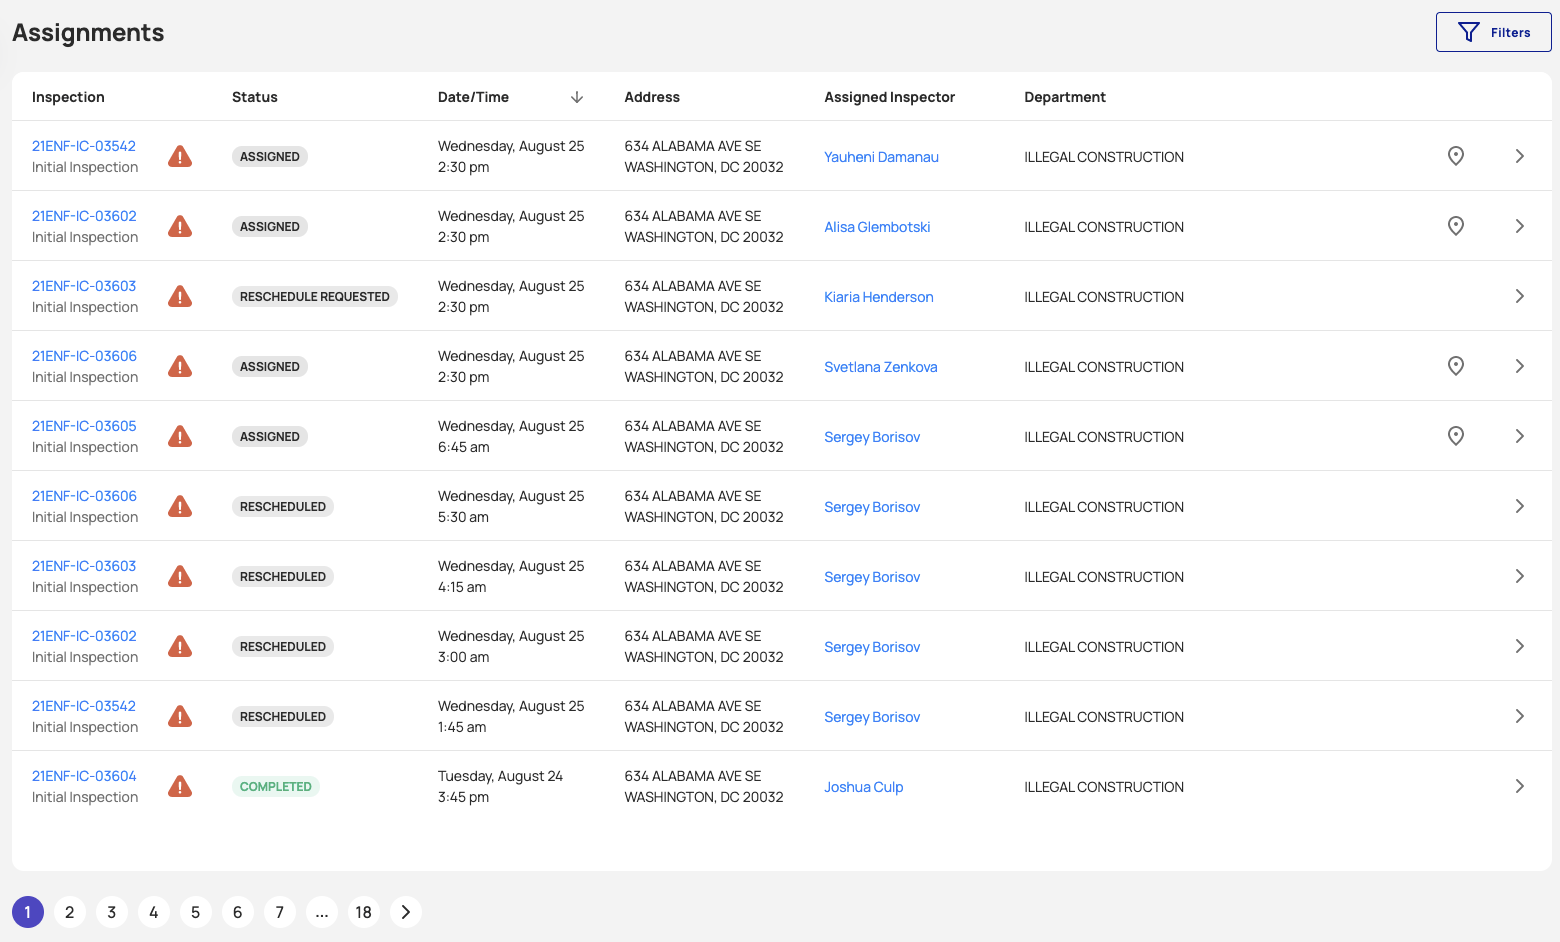 Assignments
Filters
Inspection Status Date/Time Address Assigned Inspector Department
21ENF-IC-03542 Wednesday, August 25 634 ALABAMA AVE SE
ASSIGNED Yauheni Damanau ILLEGAL CONSTRUCTION
Initial Inspection 2:30 pm WASHINGTON, DC 20032
21ENF-IC-03602 Wednesday, August 25 634 ALABAMA AVE SE
ASSIGNED Alisa Glembotski ILLEGAL CONSTRUCTION
Initial Inspection 2:30 pm WASHINGTON, DC 20032
21ENF-IC-03603 Wednesday, August 25 634 ALABAMA AVE SE
RESCHEDULE REQUESTED Kiaria Henderson ILLEGAL CONSTRUCTION
Initial Inspection 2:30 pm WASHINGTON, DC 20032
21ENF-IC-03606 Wednesday, August 25 634 ALABAMA AVE SE
ASSIGNED Svetlana Zenkova ILLEGAL CONSTRUCTION
Initial Inspection 2:30 pm WASHINGTON, DC 20032
21ENF-IC-03605 Wednesday, August 25 634 ALABAMA AVE SE
ASSIGNED Sergey Borisov ILLEGAL CONSTRUCTION
Initial Inspection 6:45 am WASHINGTON, DC 20032
21ENF-IC-03606 Wednesday, August 25 634 ALABAMA AVE SE
RESCHEDULED Sergey Borisov ILLEGAL CONSTRUCTION
Initial Inspection 5:30 am WASHINGTON, DC 20032
21ENF-IC-03603 Wednesday, August 25 634 ALABAMA AVE SE
RESCHEDULED Sergey Borisov ILLEGAL CONSTRUCTION
Initial Inspection 4:15 am WASHINGTON, DC 20032
21ENF-IC-03602 Wednesday, August 25 634 ALABAMA AVE SE
RESCHEDULED Sergey Borisov ILLEGAL CONSTRUCTION
Initial Inspection 3:00 am WASHINGTON, DC 20032
21ENF-IC-03542 Wednesday, August 25 634 ALABAMA AVE SE
RESCHEDULED Sergey Borisov ILLEGAL CONSTRUCTION
Initial Inspection 1:45 am WASHINGTON, DC 20032
21ENF-IC-03604 Tuesday, August 24 634 ALABAMA AVE SE
COMPLETED Joshua Culp ILLEGAL CONSTRUCTION
Initial Inspection 3:45 pm WASHINGTON, DC 20032
1 2 3 4 5 6 7 ... 18